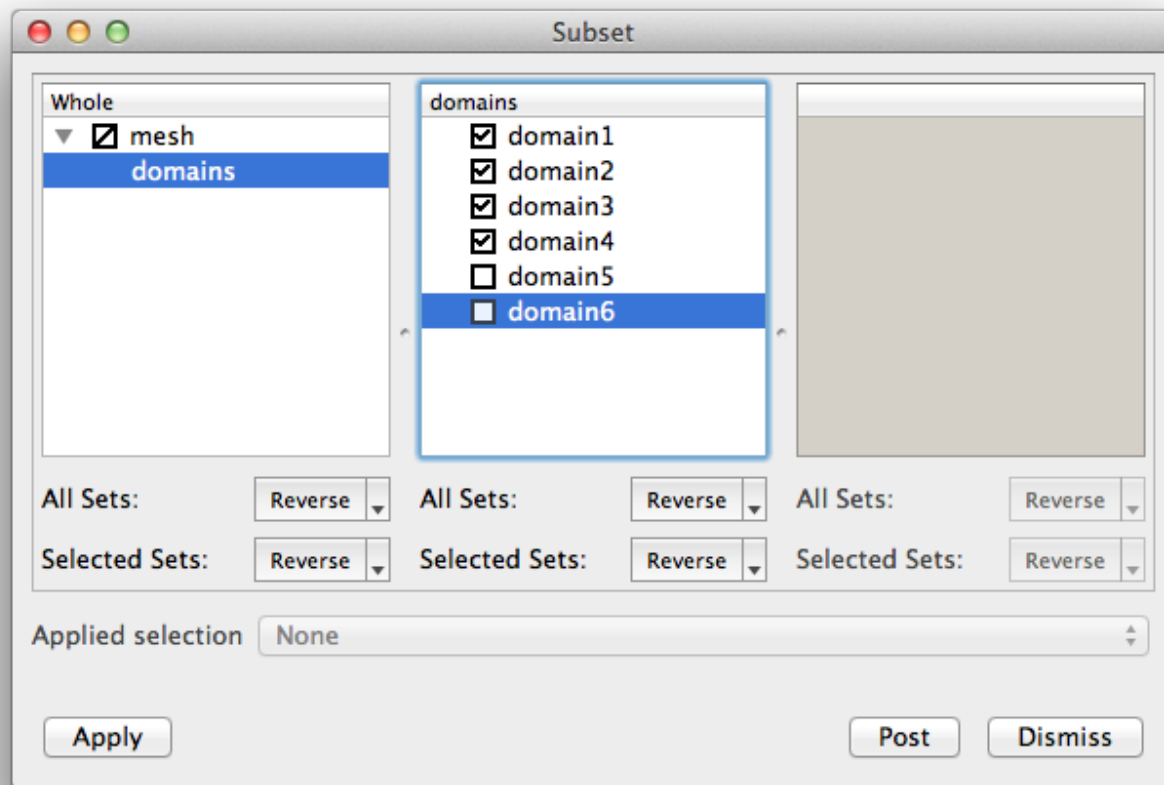 Subset
Whole
mesh
domains
domains
domain1
domain2
domain3
domain4
domain5
domain6
All Sets: Reverse
Selected Sets: Reverse
All Sets: Reverse
Selected Sets: Reverse
All Sets: Reverse
Selected Sets: Reverse
Applied selection None
Apply Post Dismiss